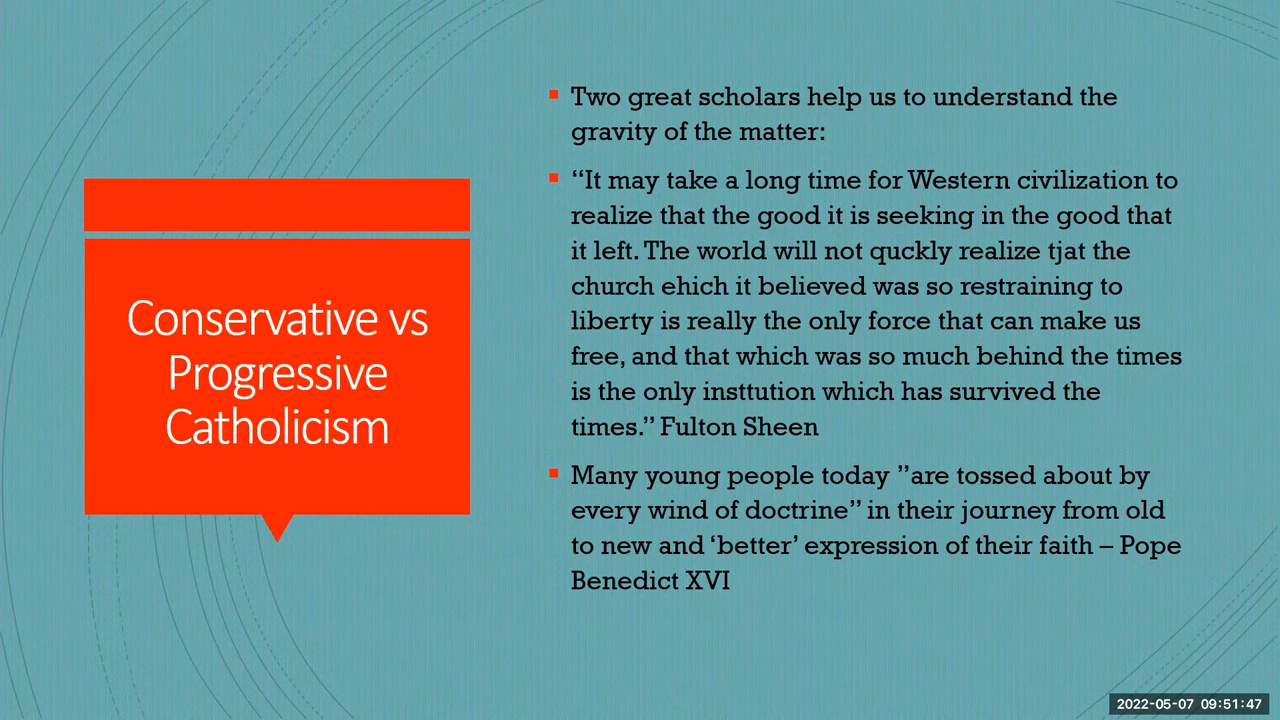 Conservative vs
Progressive
Catholicism
Two great scholars help us to understand the
gravity of the matter:
“It may take a long time for Western civilization to
realize that the good it is seeking in the good that
it left. The world will not quckly realize tjat the
church ehich it believed was so restraining to
liberty is really the only force that can make us
free, and that which was so much behind the times
is the only insttution which has survived the
times.” Fulton Sheen
Many young people today ”are tossed about by
every wind of doctrine” in their journey from old
to new and ‘better’ expression of their faith – Pope
Benedict XVI
2022-05-07 09:51:47